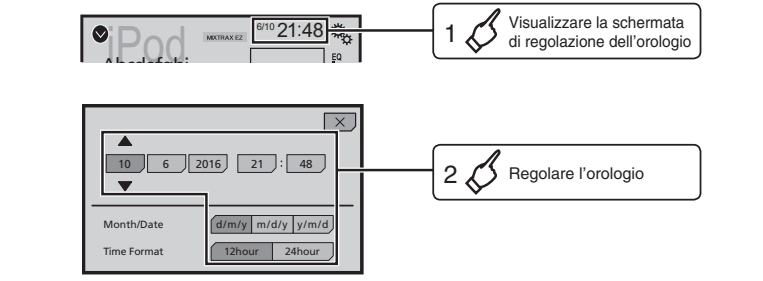 iPod
MIXTRAX EZ
6/10 21:48
EQ
1 Visualizzare la schermata
di regolazione dell'orologio
10 6 2016 21 : 48
2 Regolare l'orologio
Month/Date d/m/y m/d/y y/m/d
Time Format 12hour 24hour